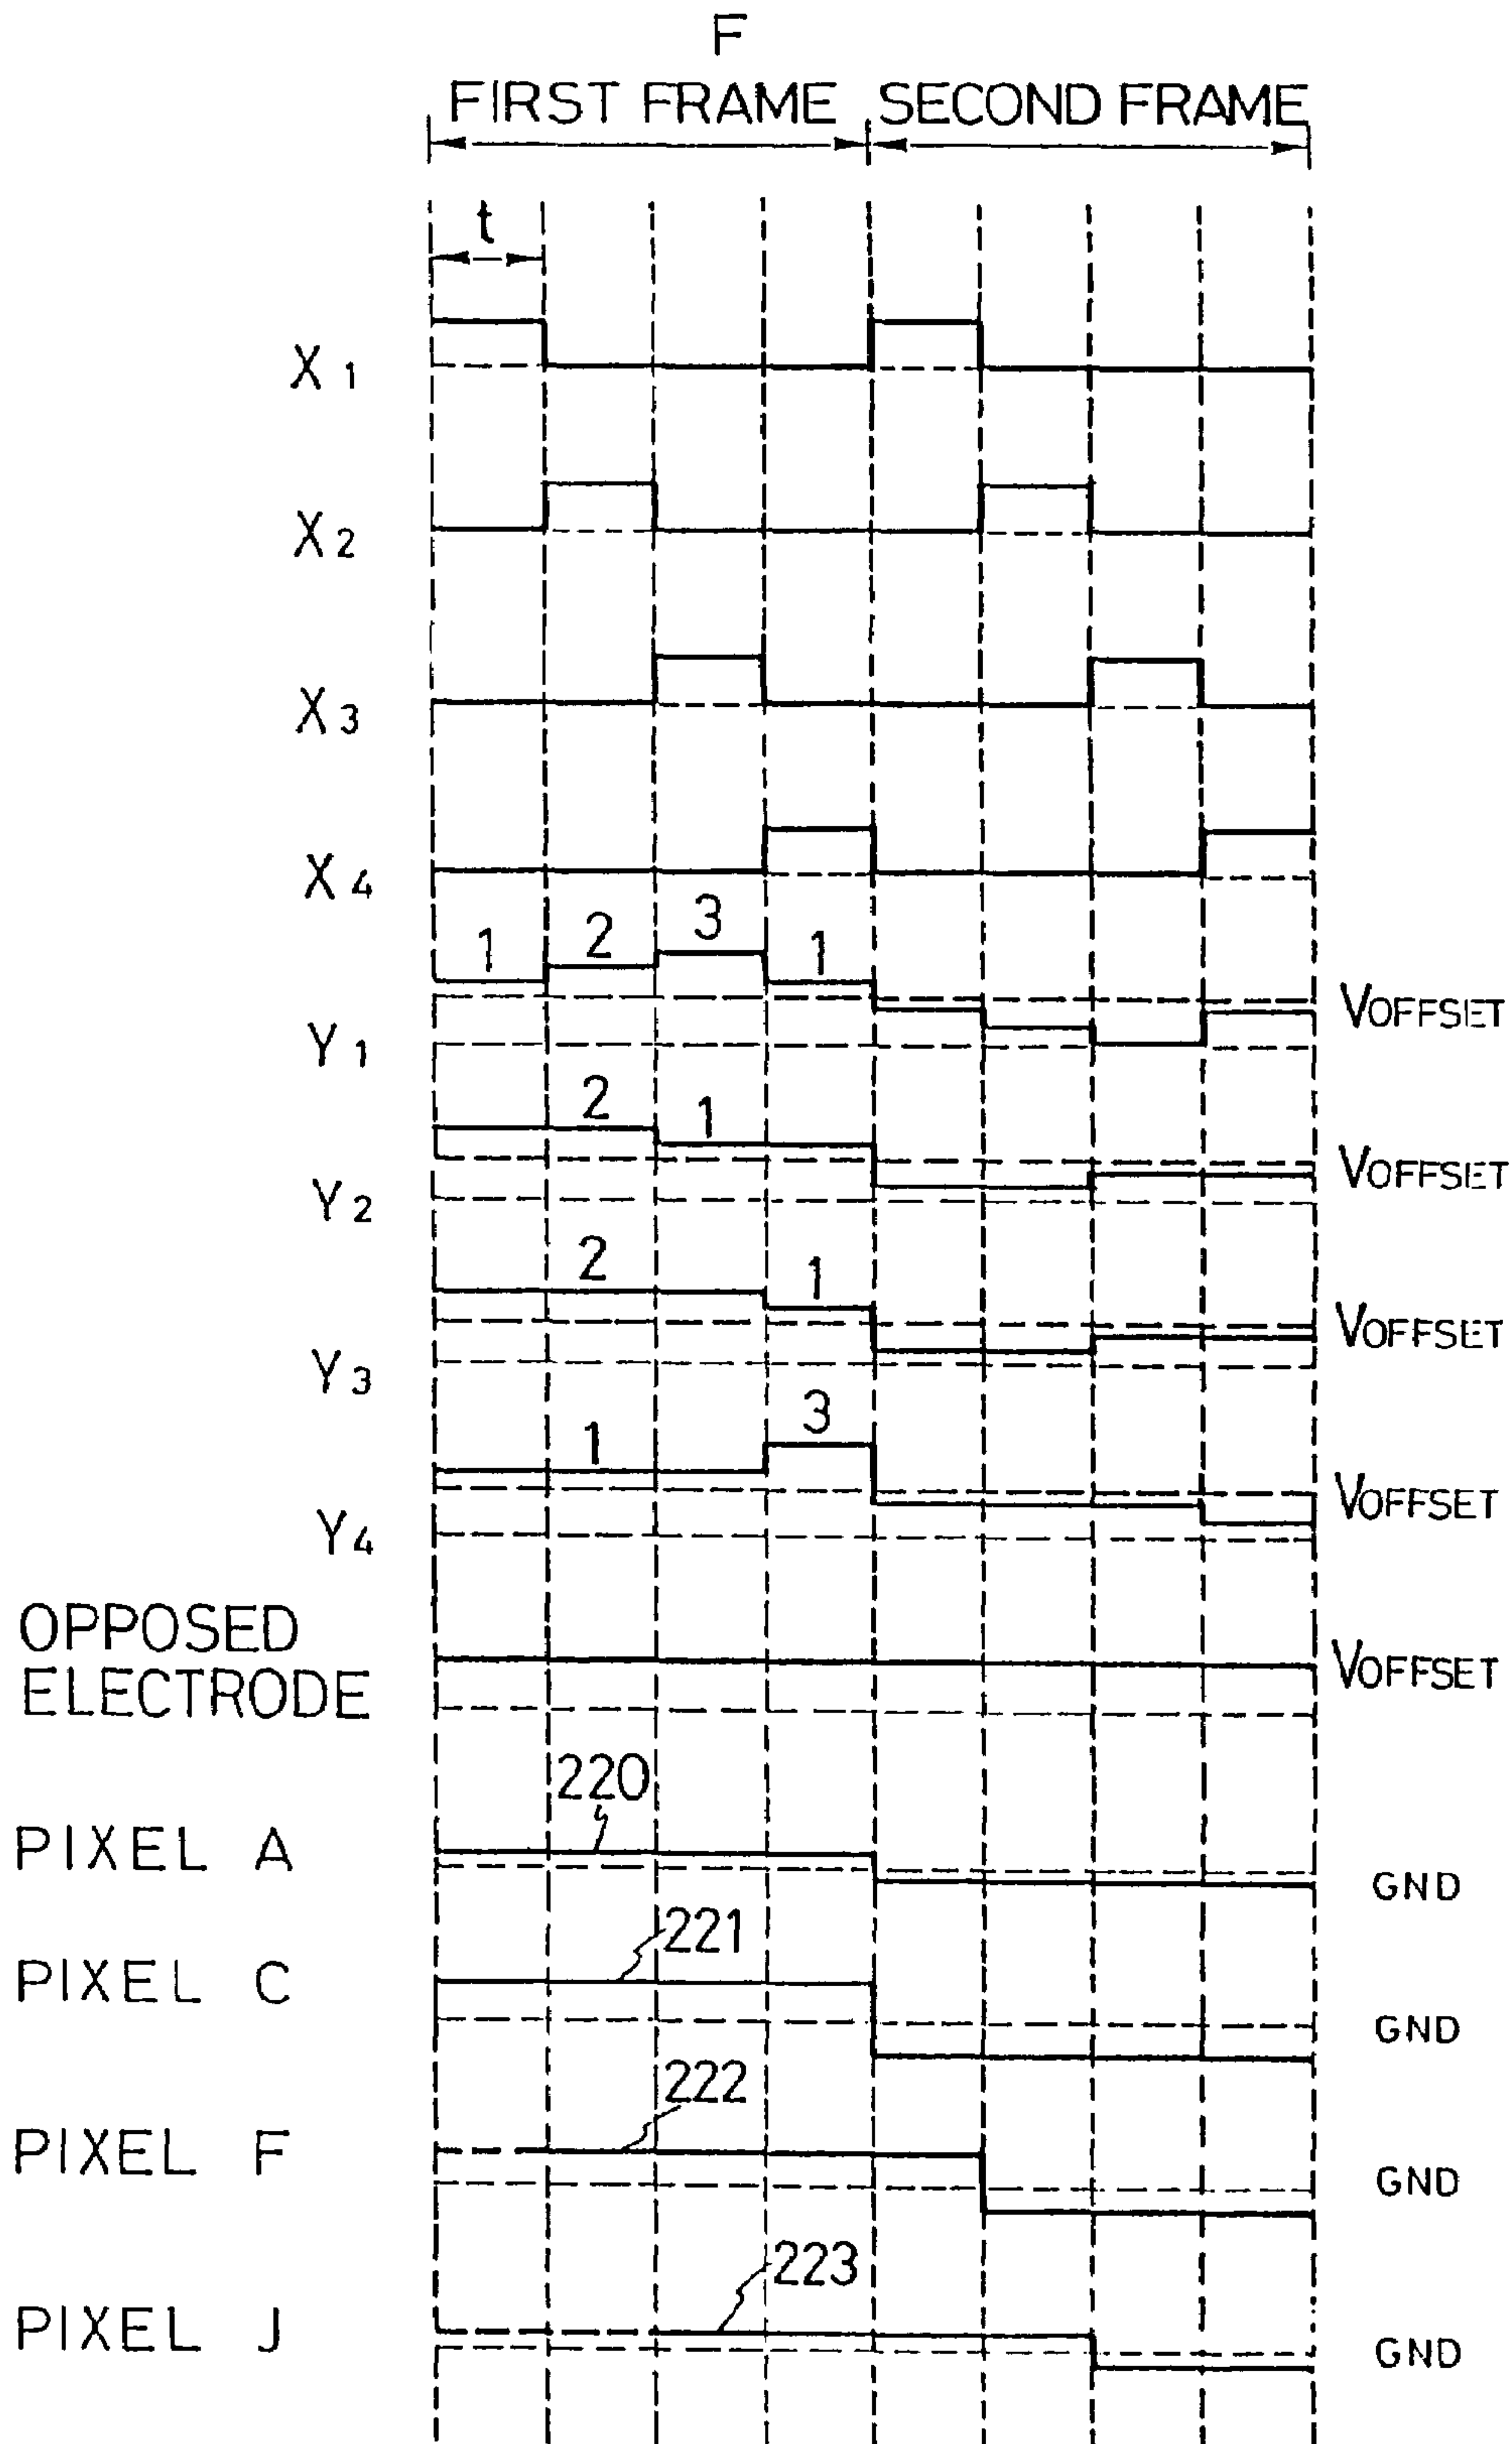 F
FIRST FRAME SECOND FRAME
t
X1
X2
X3
X4
1 2 3 1
Y1 VOFFSET
2 1
Y2 VOFFSET
2 1
Y3 VOFFSET
1 3
Y4 VOFFSET
OPPOSED
ELECTRODE VOFFSET
220
PIXEL A GND
221
PIXEL C GND
222
PIXEL F GND
223
PIXEL J GND